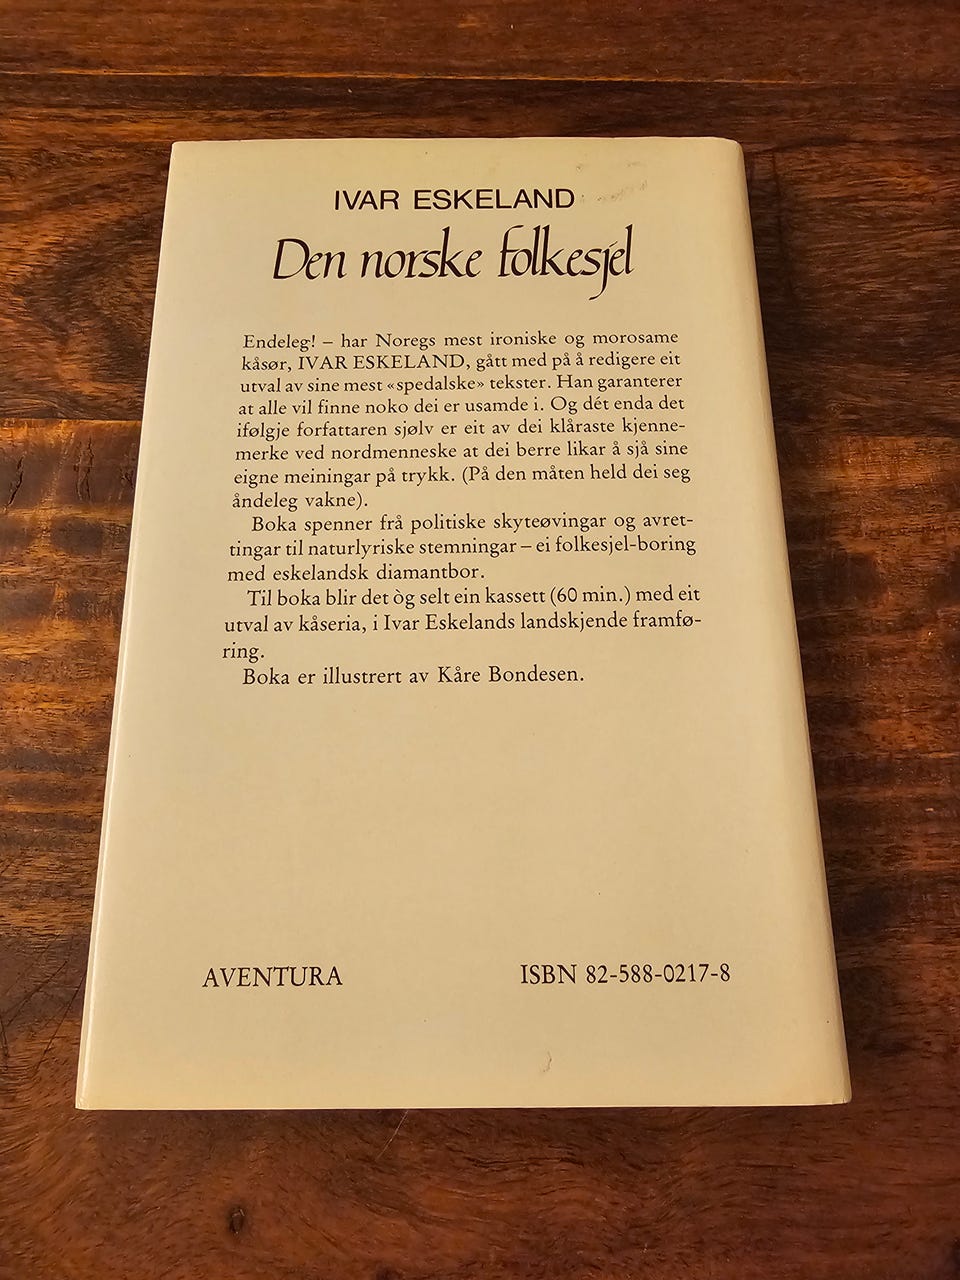 IVAR ESKELAND
Den norske folkesjel
Endeleg! – har Noregs mest ironiske og morosame
kåsør, IVAR ESKELAND, gått med på å redigere eit
utval av sine mest «spedalske» tekster. Han garanterer
at alle vil finne noko dei er usamde i. Og dét enda det
ifølgje forfattaren sjølv er eit av dei klåraste kjenne-
merke ved nordmenneske at dei berre likar å sjå sine
eigne meiningar på trykk. (På den måten held dei seg
åndeleg vakne).
Boka spenner frå politiske skyteøvingar og avret-
tingar til naturlyriske stemningar – ei folkesjel-boring
med eskelandsk diamantbor.
Til boka blir det òg selt ein kassett (60 min.) med eit
utval av kåseria, i Ivar Eskelands landskjende framfø-
ring.
Boka er illustrert av Kåre Bondesen.
AVENTURA
ISBN 82-588-0217-8